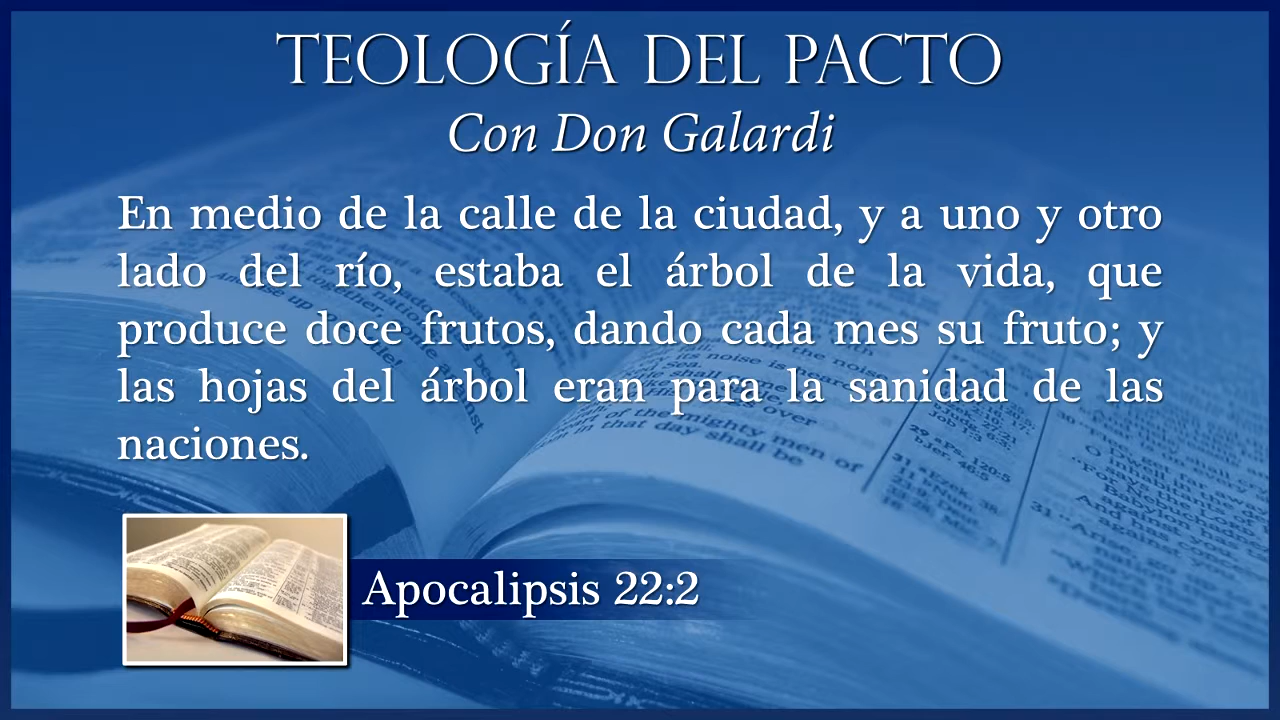 TEOLOGÍA DEL PACTO
Con Don Galardi
En medio de la calle de la ciudad, y a uno y otro
lado del río, estaba el árbol de la vida, que
produce doce frutos, dando cada mes su fruto; y
las hojas del árbol eran para la sanidad de las
naciones.
Apocalipsis 22:2